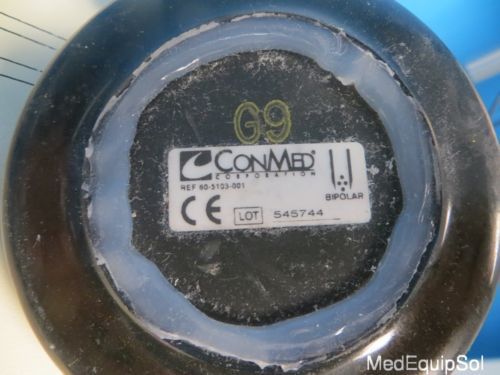 G9
CONMED®
CORPORATION
REF 60-5103-001
BIPOLAR
CE
LOT 545744
MedEquipSol